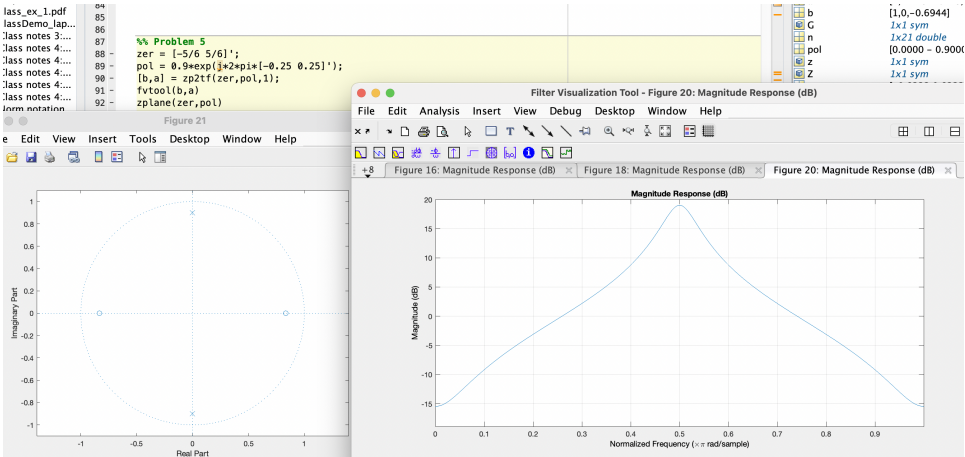 lass_ex_1.pdf
lassDemo_lap...
lass notes 3:...
lass notes 4:...
lass notes 4:...
lass notes 4:...
lass notes 4:...
lass notes 4:...
84
85
86
87 %% Problem 5
88 - zer = [-5/6 5/6]';
89 - pol = 0.9*exp(j*2*pi*[-0.25 0.25]');
90 - [b,a] = zp2tf(zer,pol,1);
91 - fvtool(b,a)
92 - zplane(zer,pol)
b [1,0,-0.6944]
G 1x1 sym
n 1x21 double
pol [0.0000 - 0.9000
z 1x1 sym
Z 1x1 sym
Figure 21
e Edit View Insert Tools Desktop Window Help
1
0.8
0.6
0.4
0.2
0
-0.2
-0.4
-0.6
-0.8
-1
Imaginary Part
-1 -0.5 0 0.5 1
Real Part
Filter Visualization Tool - Figure 20: Magnitude Response (dB)
File Edit Analysis Insert View Debug Desktop Window Help
+8 Figure 16: Magnitude Response (dB) Figure 18: Magnitude Response (dB) Figure 20: Magnitude Response (dB)
Magnitude Response (dB)
20
15
10
5
0
-5
-10
-15
Magnitude (dB)
0 0.1 0.2 0.3 0.4 0.5 0.6 0.7 0.8 0.9
Normalized Frequency (×π rad/sample)